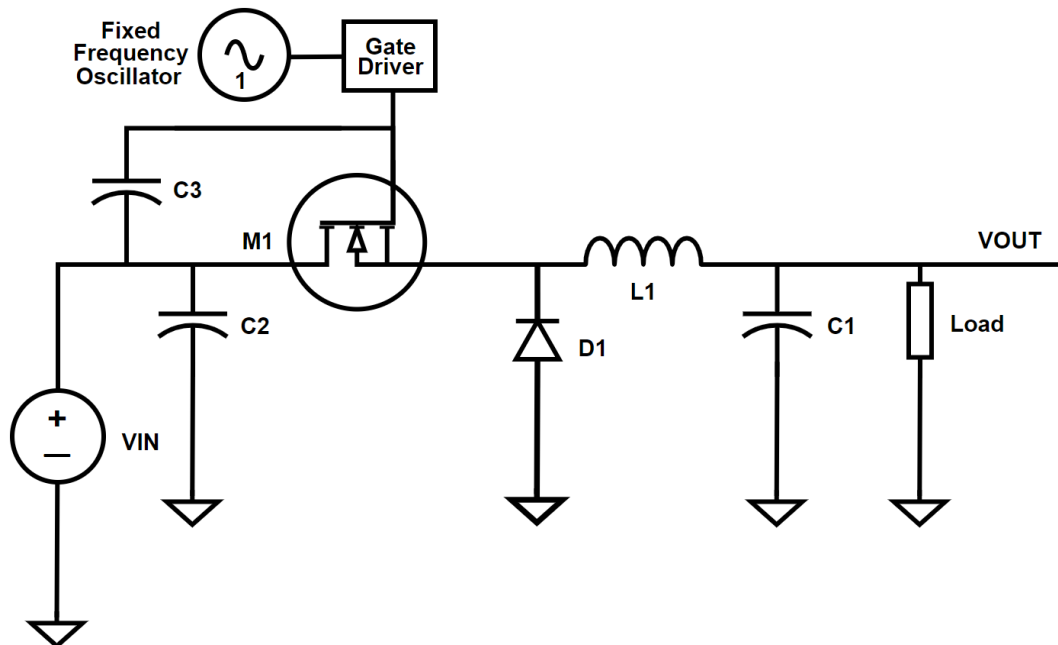 Fixed
Frequency
Oscillator
1
Gate
Driver
C3
M1
VOUT
C2
L1
D1
C1
Load
+
—
VIN